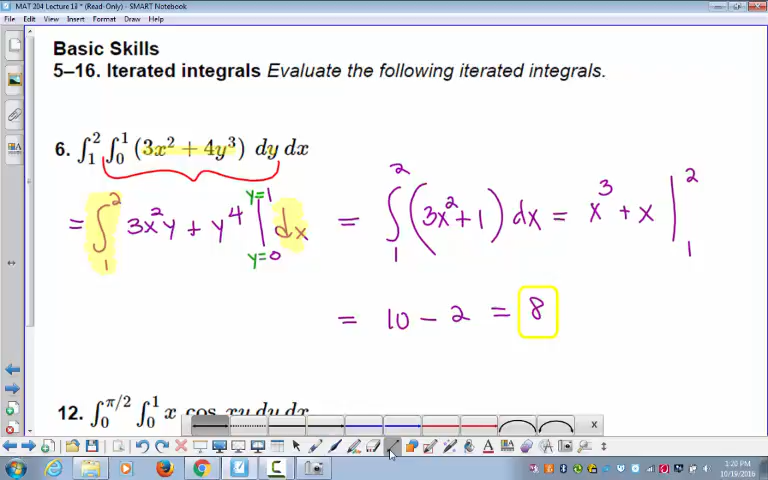 MAT 204 Lecture 13 * (Read-Only) - SMART Notebook
File Edit View Insert Format Draw Help
Basic Skills
5–16. Iterated integrals Evaluate the following iterated integrals.
6. ∫₁² ∫₀¹ (3x² + 4y³) dy dx
= ∫₁² 3x²y + y⁴ |_{y=0}^{y=1} dx = ∫₁² (3x² + 1) dx = x³ + x |₁²
= 10 − 2 = 8
12. ∫₀^{π/2} ∫₀¹ x cos xy dy dx
x
A
1:20 PM
10/19/2016